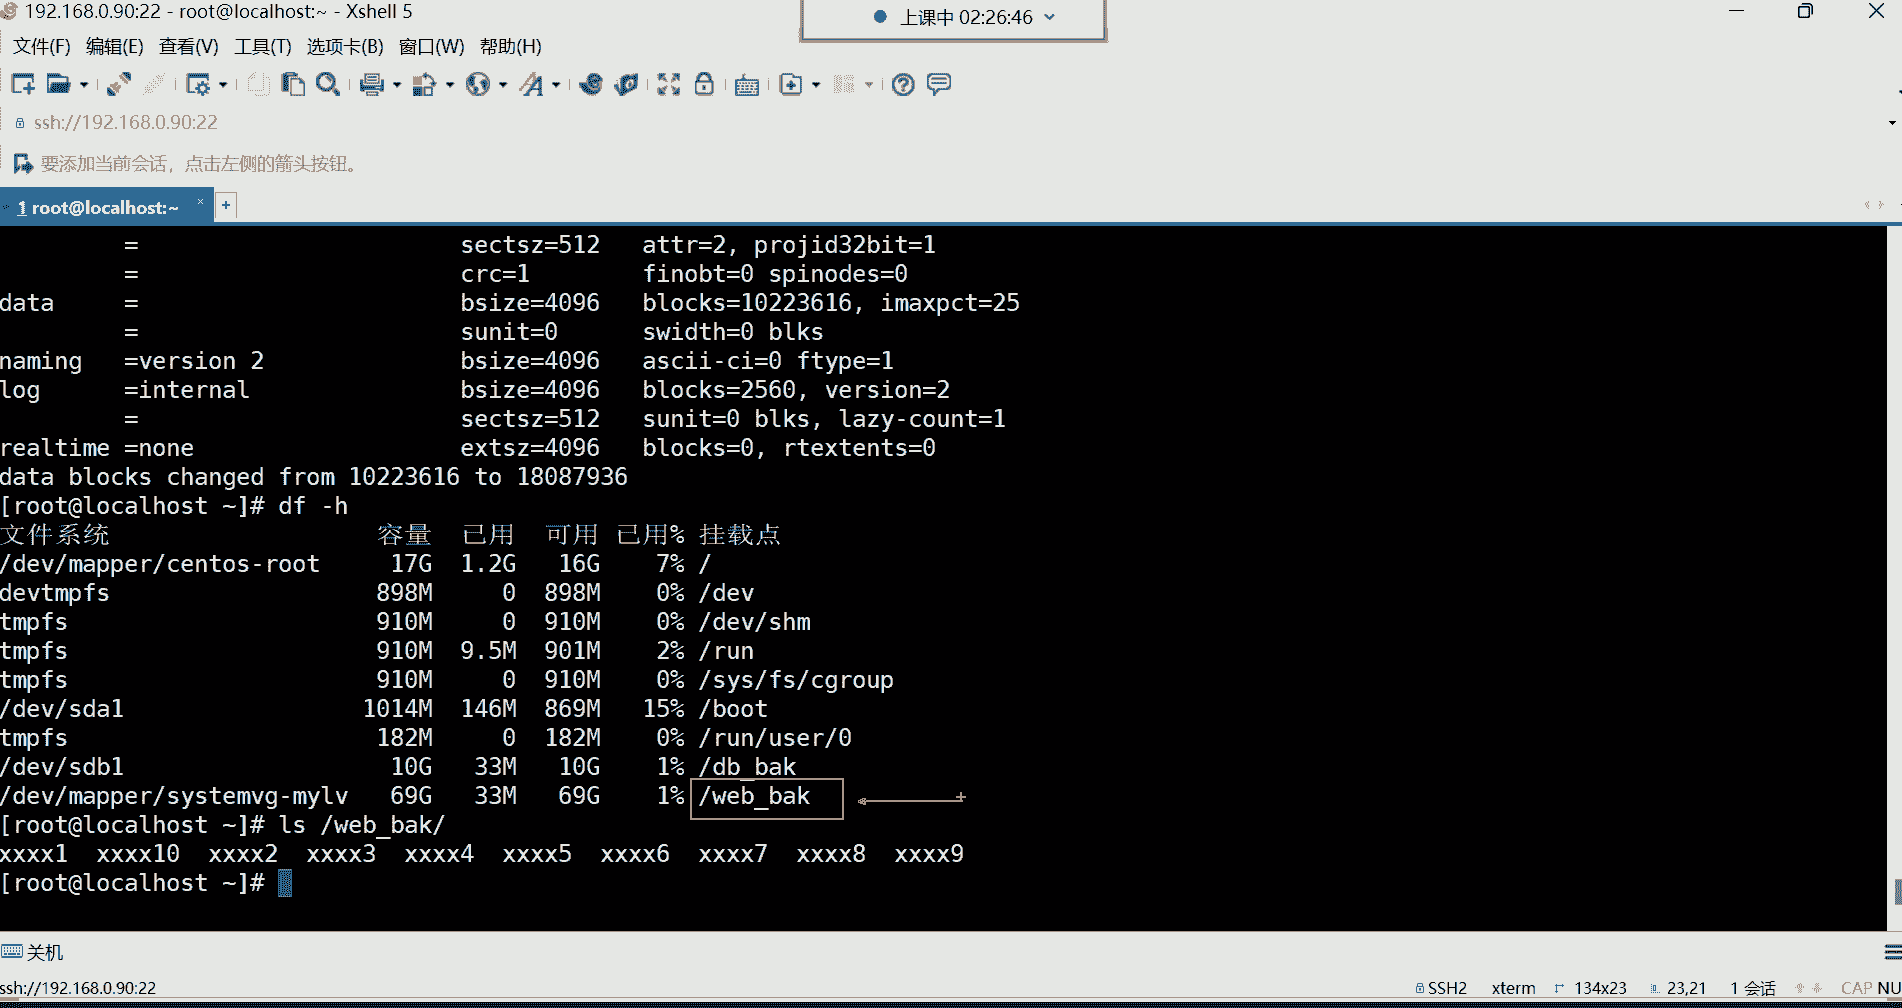 192.168.0.90:22 - root@localhost:~ - Xshell 5
上课中 02:26:46
文件(F) 编辑(E) 查看(V) 工具(T) 选项卡(B) 窗口(W) 帮助(H)
ssh://192.168.0.90:22
要添加当前会话，点击左侧的箭头按钮。
1 root@localhost:~ × +
= sectsz=512 attr=2, projid32bit=1
= crc=1 finobt=0 spinodes=0
data = bsize=4096 blocks=10223616, imaxpct=25
= sunit=0 swidth=0 blks
naming =version 2 bsize=4096 ascii-ci=0 ftype=1
log =internal bsize=4096 blocks=2560, version=2
= sectsz=512 sunit=0 blks, lazy-count=1
realtime =none extsz=4096 blocks=0, rtextents=0
data blocks changed from 10223616 to 18087936
[root@localhost ~]# df -h
文件系统 容量 已用 可用 已用% 挂载点
/dev/mapper/centos-root 17G 1.2G 16G 7% /
devtmpfs 898M 0 898M 0% /dev
tmpfs 910M 0 910M 0% /dev/shm
tmpfs 910M 9.5M 901M 2% /run
tmpfs 910M 0 910M 0% /sys/fs/cgroup
/dev/sda1 1014M 146M 869M 15% /boot
tmpfs 182M 0 182M 0% /run/user/0
/dev/sdb1 10G 33M 10G 1% /db_bak
/dev/mapper/systemvg-mylv 69G 33M 69G 1% /web_bak
[root@localhost ~]# ls /web_bak/
xxxx1 xxxx10 xxxx2 xxxx3 xxxx4 xxxx5 xxxx6 xxxx7 xxxx8 xxxx9
[root@localhost ~]#
关机
ssh://192.168.0.90:22 SSH2 xterm 134x23 23,21 1 会话 CAP NU